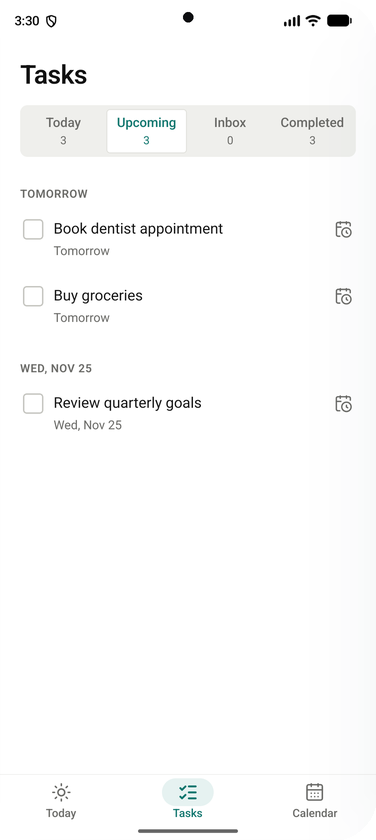 3:30
Tasks
Today
3
Upcoming
3
Inbox
0
Completed
3
TOMORROW
Book dentist appointment
Tomorrow
Buy groceries
Tomorrow
WED, NOV 25
Review quarterly goals
Wed, Nov 25
Today
Tasks
Calendar